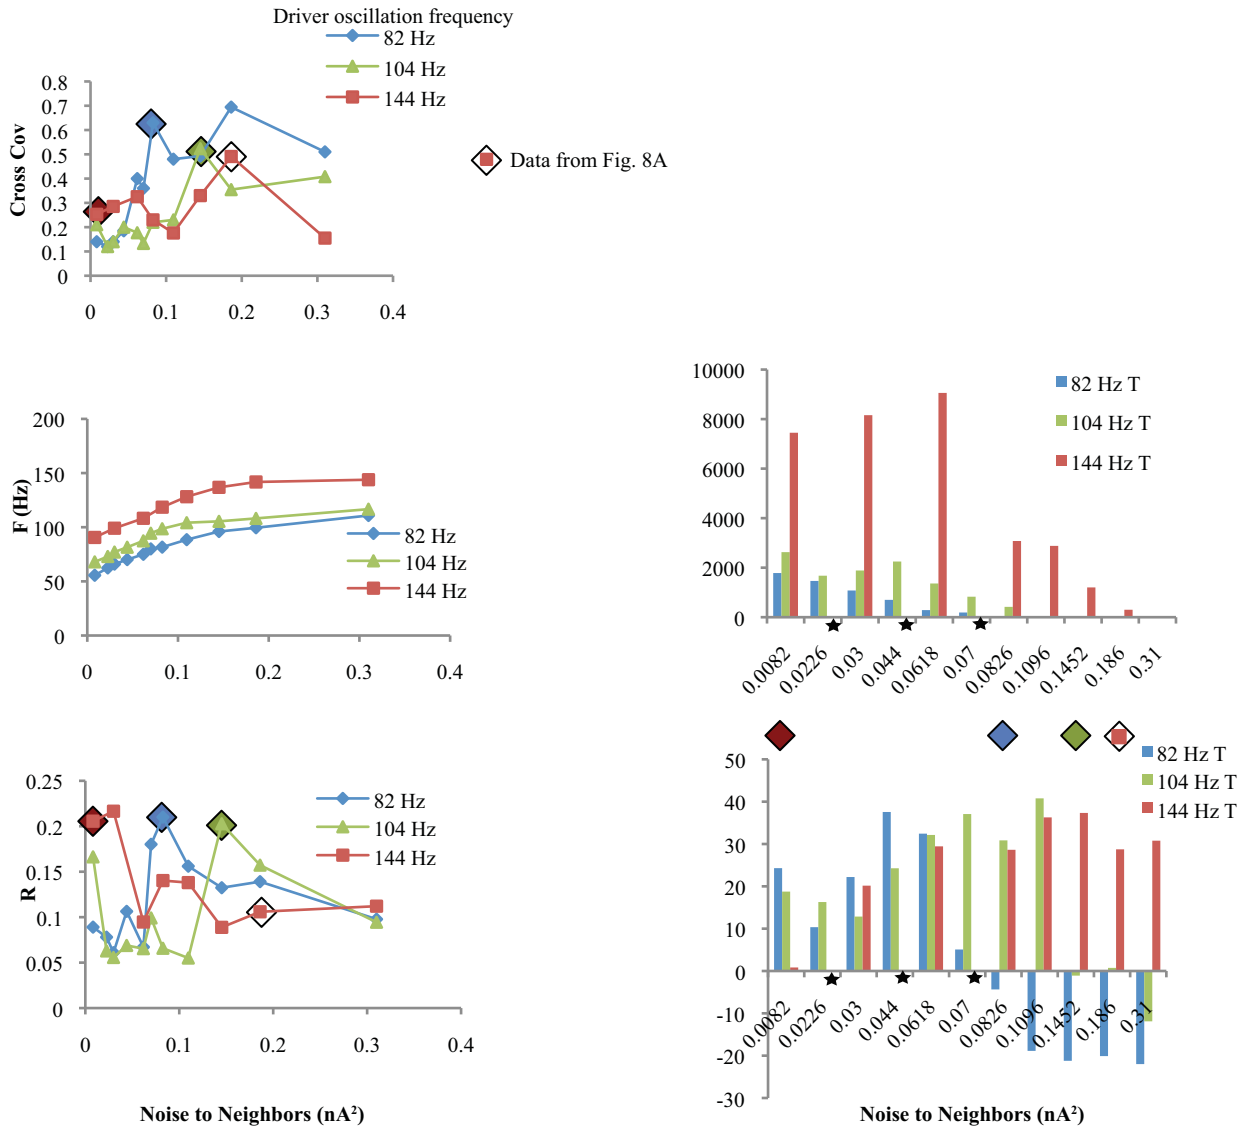 Driver oscillation frequency
82 Hz
104 Hz
144 Hz
Data from Fig. 8A
Cross Cov
0.8
0.7
0.6
0.5
0.4
0.3
0.2
0.1
0
0 0.1 0.2 0.3 0.4
F (Hz)
200
150
100
50
0
0 0.1 0.2 0.3 0.4
82 Hz
104 Hz
144 Hz
R
0.25
0.2
0.15
0.1
0.05
0
0 0.1 0.2 0.3 0.4
82 Hz
104 Hz
144 Hz
Noise to Neighbors (nA²)
10000
8000
6000
4000
2000
0
82 Hz T
104 Hz T
144 Hz T
0.0082 0.0226 0.03 0.044 0.0618 0.07 0.0826 0.1096 0.1452 0.186 0.31
50
40
30
20
10
0
-10
-20
-30
82 Hz T
104 Hz T
144 Hz T
0.0082 0.0226 0.03 0.044 0.0618 0.07 0.0826 0.1096 0.1452 0.186 0.31
Noise to Neighbors (nA²)